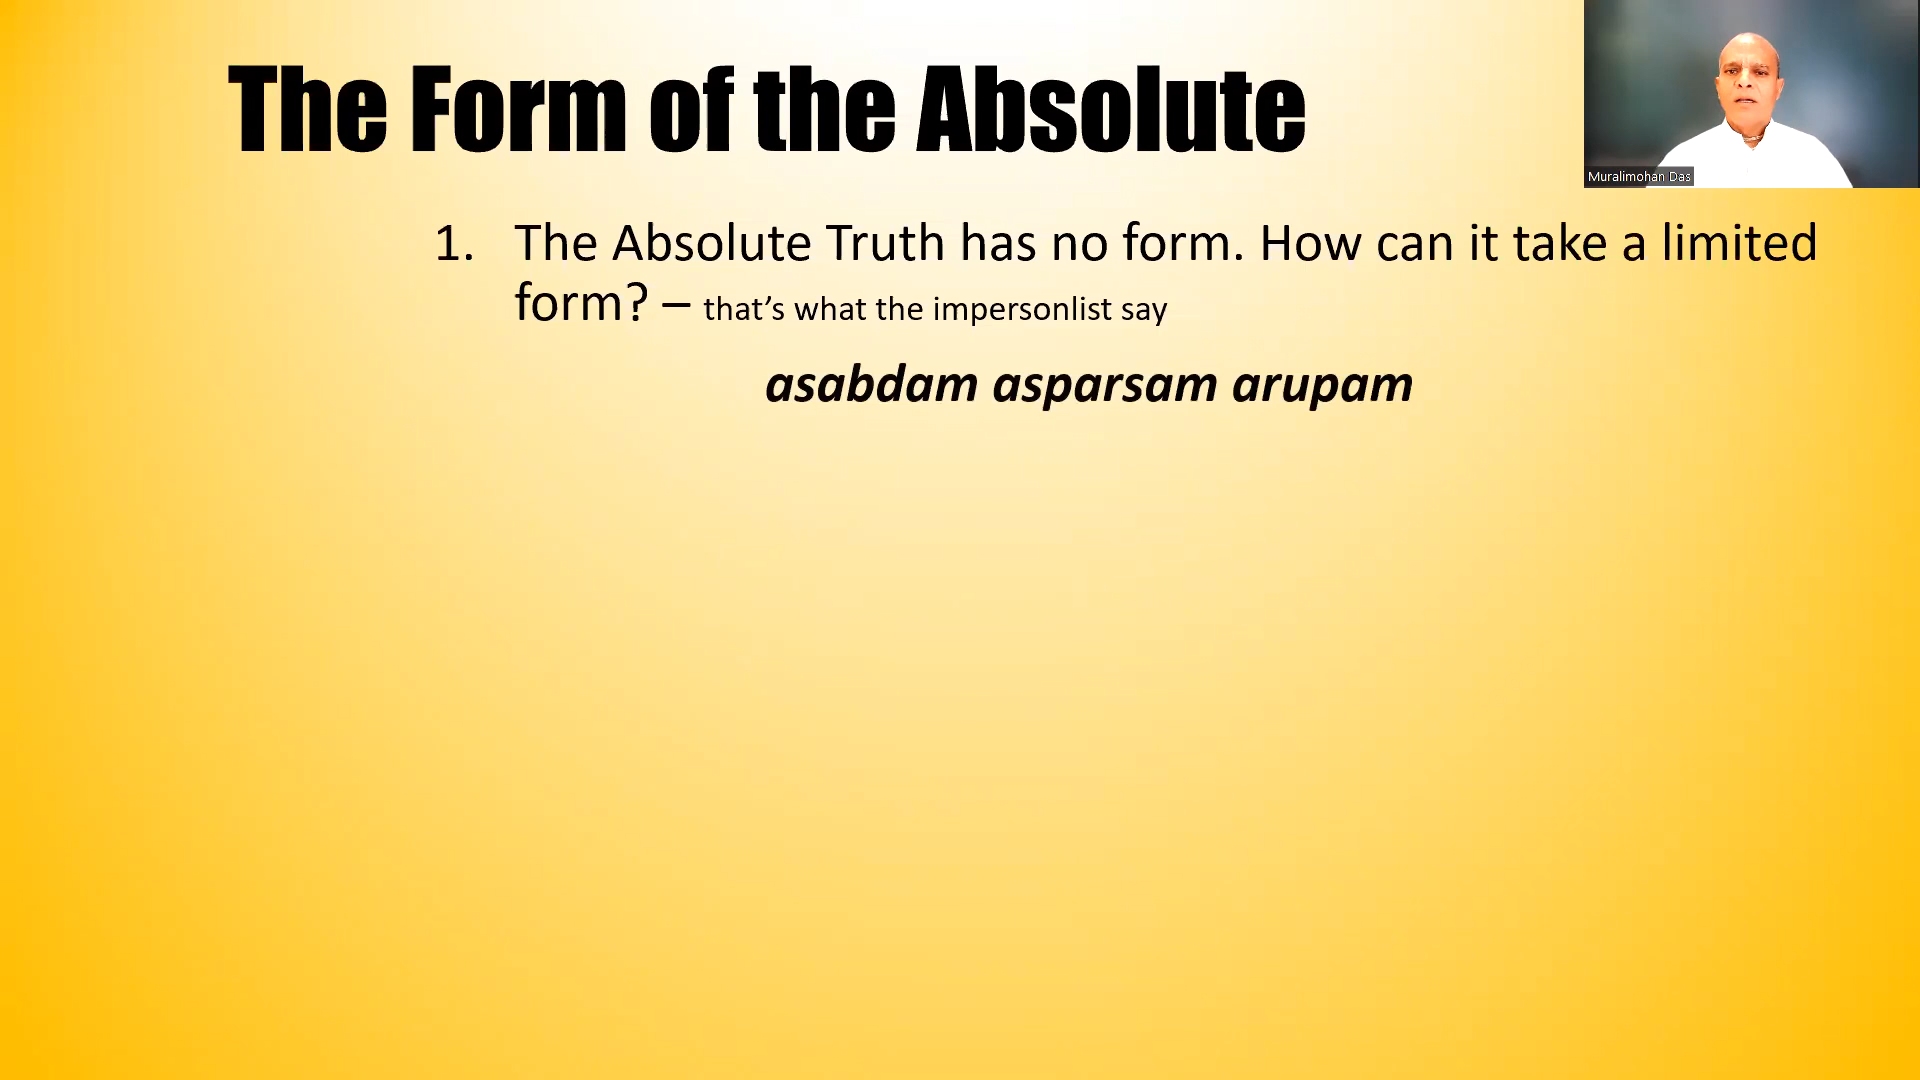 The Form of the Absolute
Muralimohan Das
1. The Absolute Truth has no form. How can it take a limited
form? – that’s what the impersonlist say
asabdam asparsam arupam